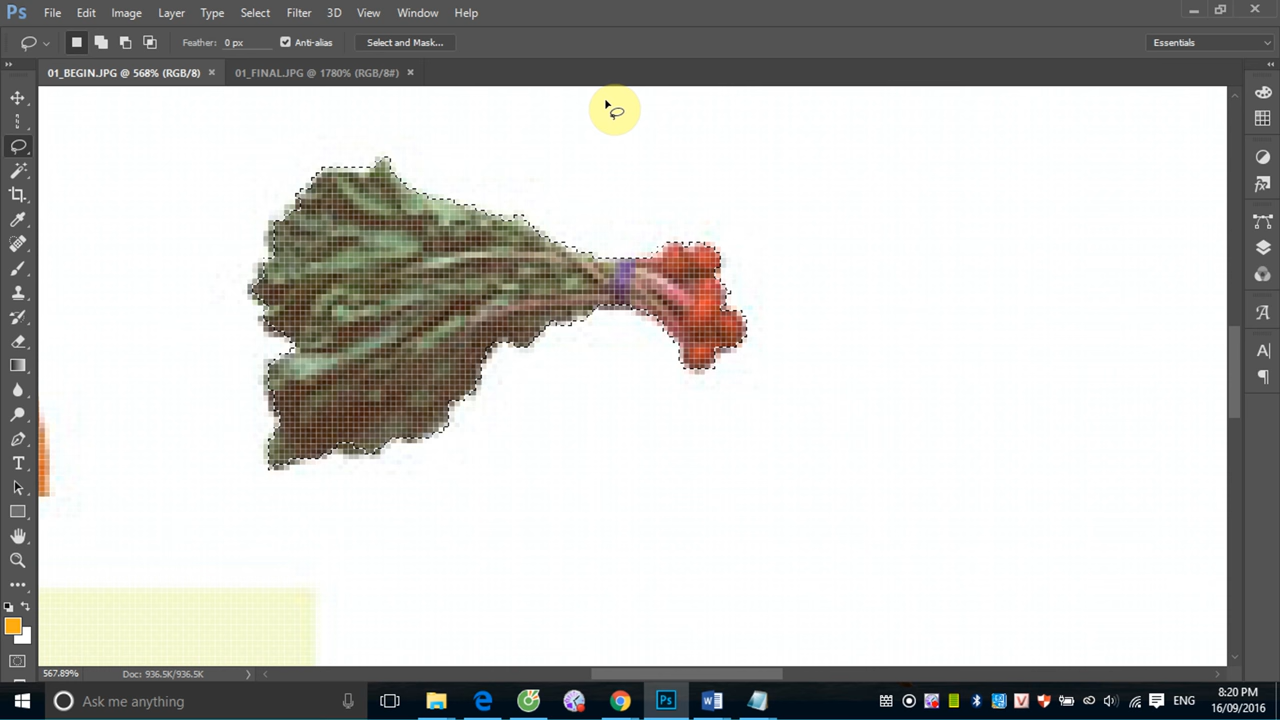 Ps File Edit Image Layer Type Select Filter 3D View Window Help
Feather: 0 px Anti-alias Select and Mask... Essentials
01_BEGIN.JPG @ 568% (RGB/8) × 01_FINAL.JPG @ 1780% (RGB/8#) ×
567.89% Doc: 936.5K/936.5K
Ask me anything
ENG
8:20 PM
16/09/2016